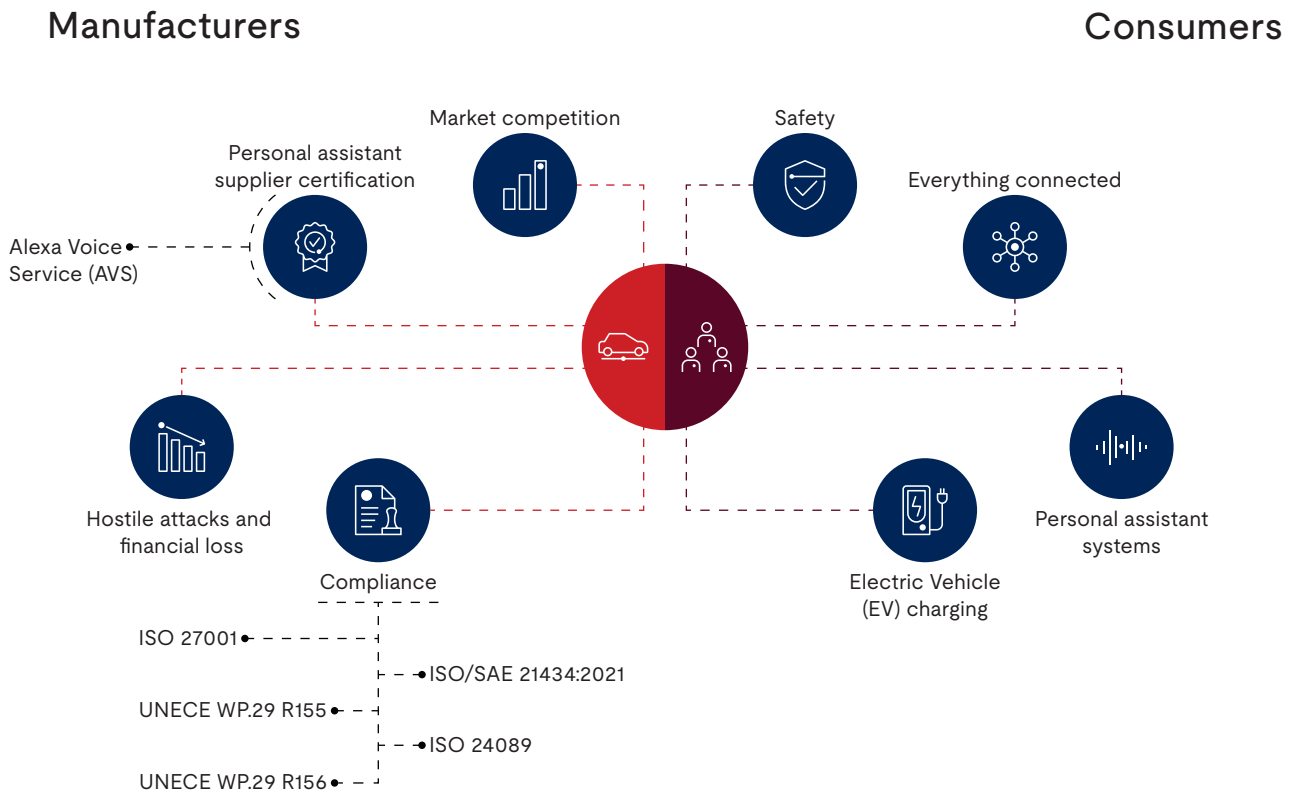 Manufacturers
Consumers
Market competition
Safety
Personal assistant
supplier certification
Everything connected
Alexa Voice
Service (AVS)
Hostile attacks and
financial loss
Personal assistant
systems
Compliance
Electric Vehicle
(EV) charging
ISO 27001
ISO/SAE 21434:2021
UNECE WP.29 R155
ISO 24089
UNECE WP.29 R156